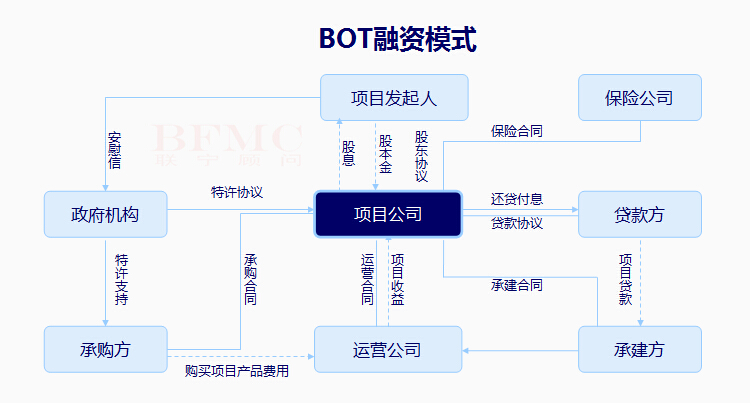 BOT融资模式
项目发起人
保险公司
安慰信
BFMC
股息
股本金
股东协议
保险合同
政府机构
特许协议
项目公司
还贷付息
贷款协议
贷款方
特许支持
承购合同
运营合同
项目收益
承建合同
项目贷款
承购方
购买项目产品费用
运营公司
承建方